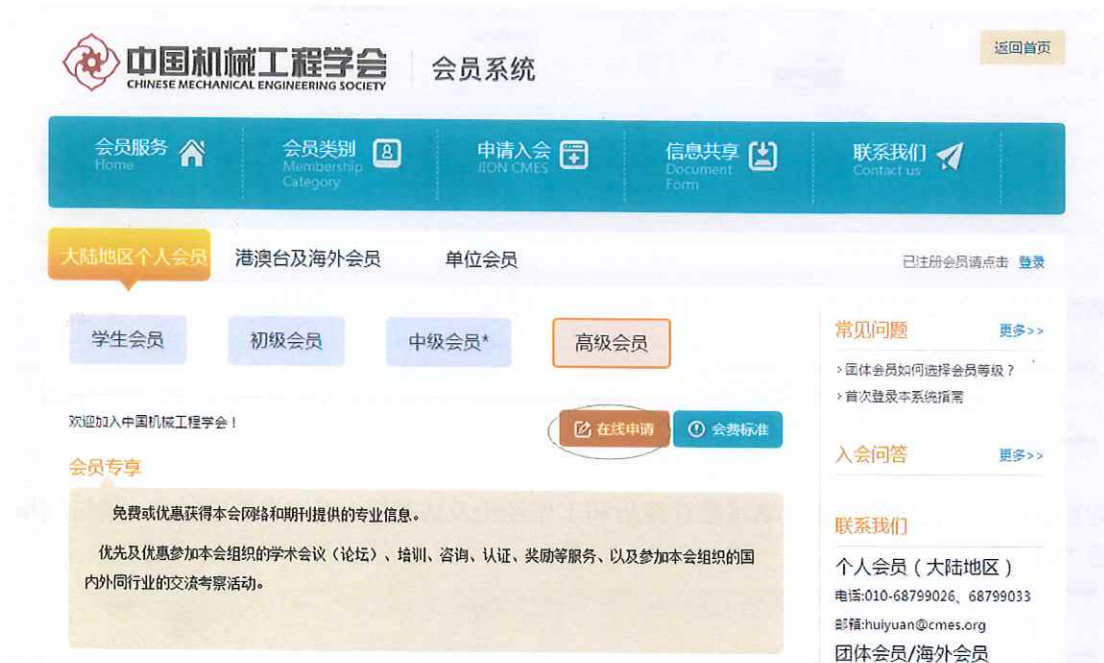 中国机械工程学会
CHINESE MECHANICAL ENGINEERING SOCIETY
会员系统
返回首页
会员服务
Home
会员类别
Membership
Category
申请入会
JION CMES
信息共享
Document
Form
联系我们
Contact us
大陆地区个人会员
港澳台及海外会员
单位会员
已注册会员请点击 登录
学生会员
初级会员
中级会员*
高级会员
欢迎加入中国机械工程学会！
在线申请
会费标准
会员专享
免费或优惠获得本会网络和期刊提供的专业信息。
优先及优惠参加本会组织的学术会议（论坛）、培训、咨询、认证、奖励等服务、以及参加本会组织的国
内外同行业的交流考察活动。
常见问题
更多>>
›团体会员如何选择会员等级？
›首次登录本系统指南
入会问答
更多>>
联系我们
个人会员（大陆地区）
电话:010-68799026、68799033
邮箱:huiyuan@cmes.org
团体会员/海外会员